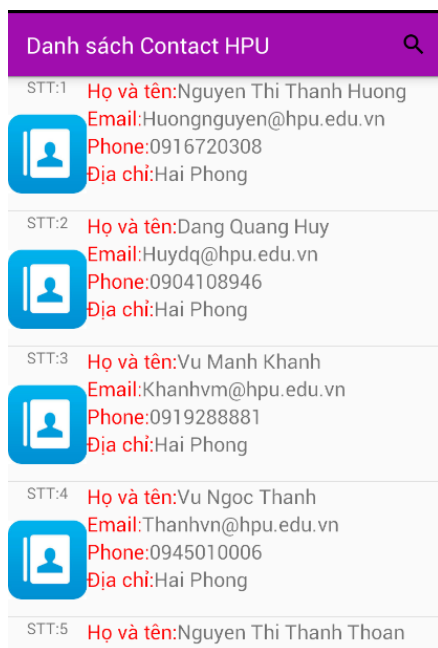 Danh sách Contact HPU
STT:1
Họ và tên:Nguyen Thi Thanh Huong
Email:Huongnguyen@hpu.edu.vn
Phone:0916720308
Địa chỉ:Hai Phong
STT:2
Họ và tên:Dang Quang Huy
Email:Huydq@hpu.edu.vn
Phone:0904108946
Địa chỉ:Hai Phong
STT:3
Họ và tên:Vu Manh Khanh
Email:Khanhvm@hpu.edu.vn
Phone:0919288881
Địa chỉ:Hai Phong
STT:4
Họ và tên:Vu Ngoc Thanh
Email:Thanhvn@hpu.edu.vn
Phone:0945010006
Địa chỉ:Hai Phong
STT:5
Họ và tên:Nguyen Thi Thanh Thoan